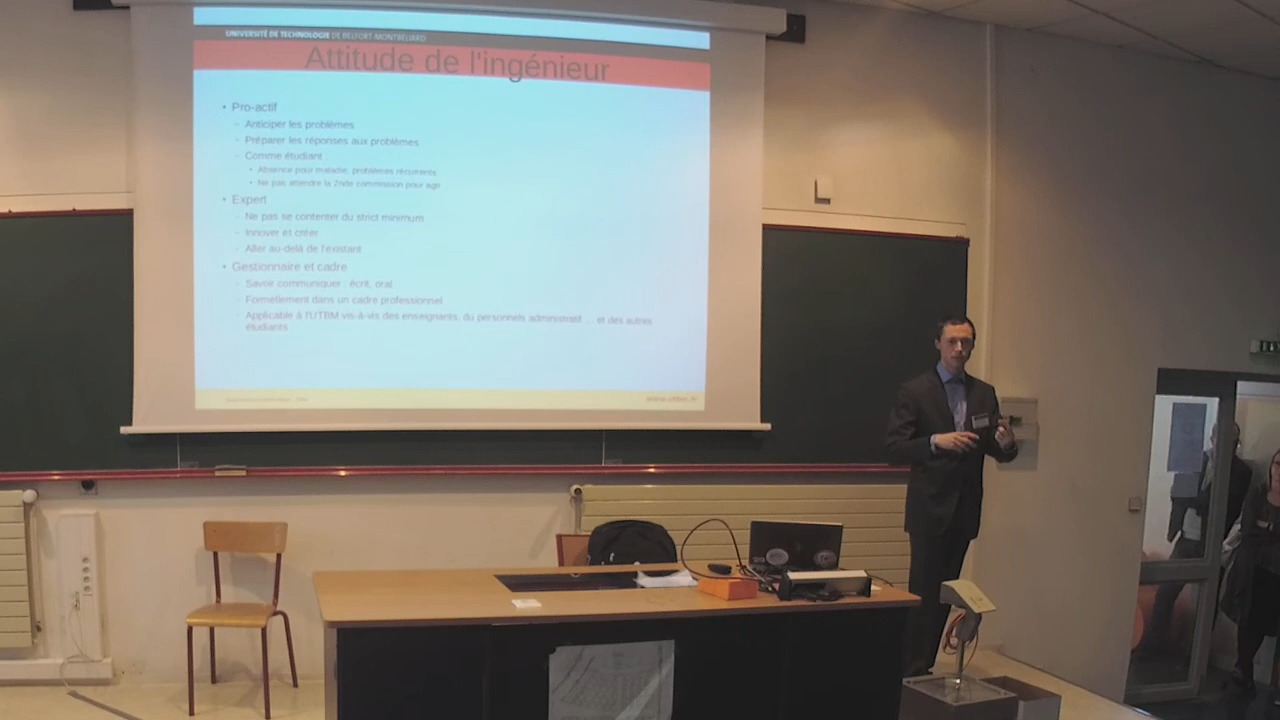 UNIVERSITÉ DE TECHNOLOGIE DE BELFORT-MONTBÉLIARD
Attitude de l'ingénieur
• Pro-actif
– Anticiper les problèmes
– Préparer les réponses aux problèmes
– Comme étudiant :
• Absence pour maladie, problèmes récurrents
• Ne pas attendre la 2nde commission pour agir
• Expert
– Ne pas se contenter du strict minimum
– Innover et créer
– Aller au-delà de l'existant
• Gestionnaire et cadre
– Savoir communiquer : écrit, oral
– Formellement dans un cadre professionnel
– Applicable à l'UTBM vis-à-vis des enseignants, du personnels administratif ... et des autres
étudiants
www.utbm.fr